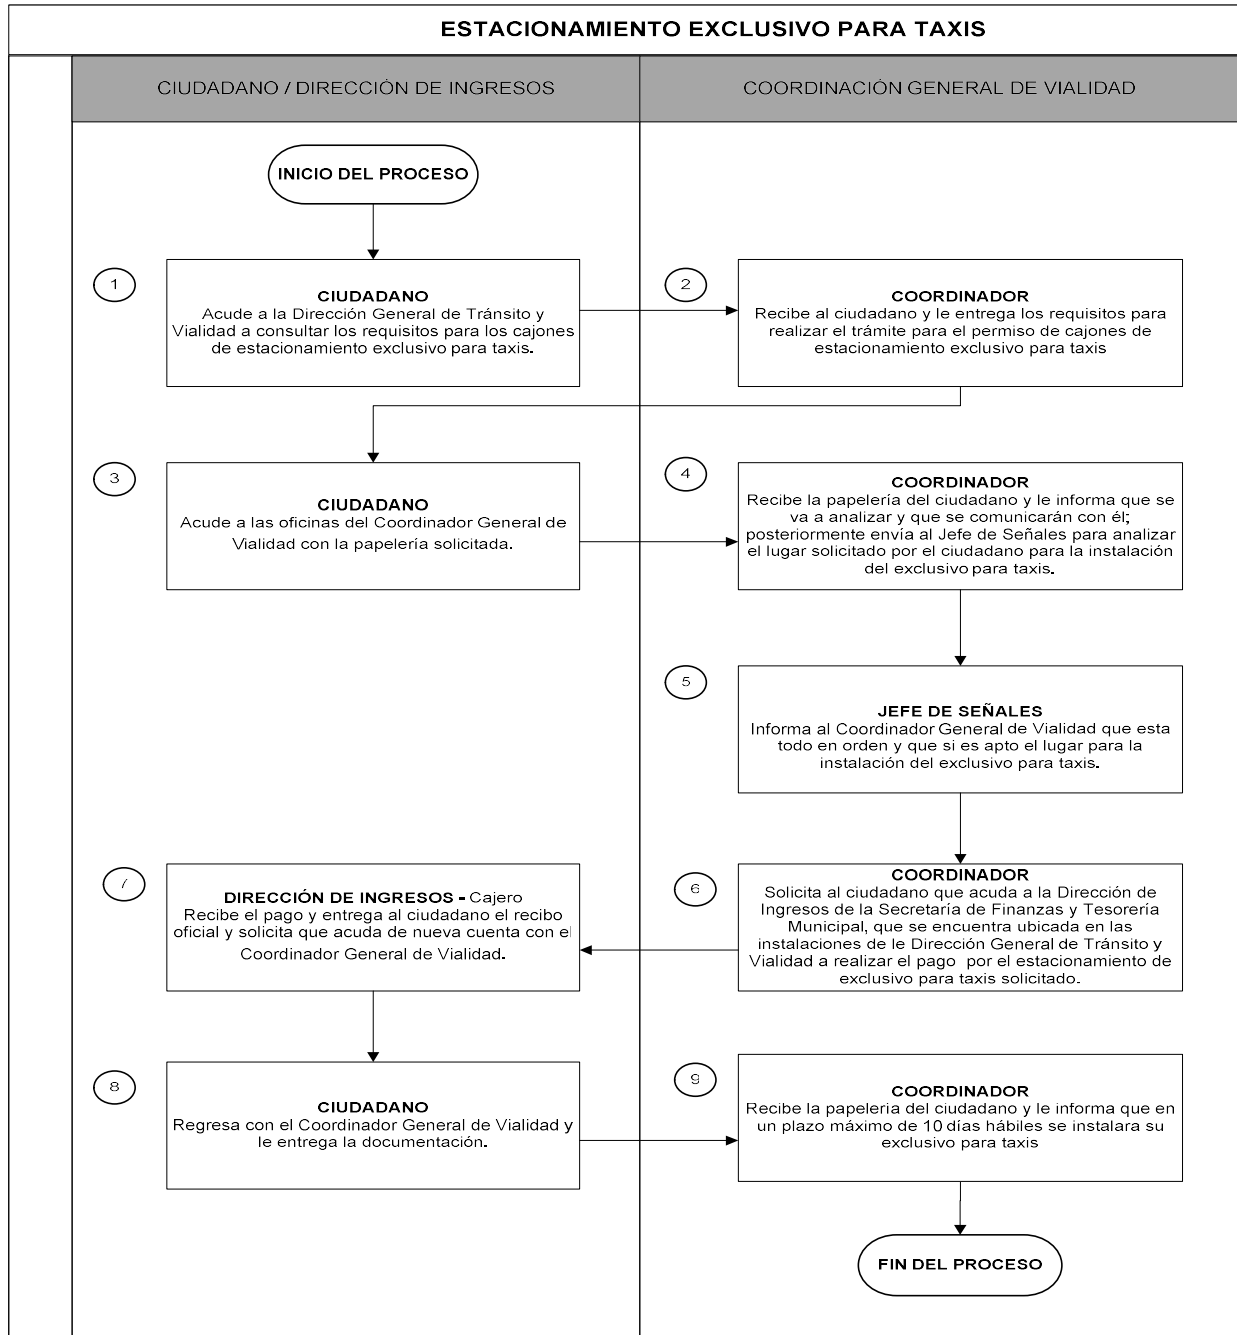 ESTACIONAMIENTO EXCLUSIVO PARA TAXIS
CIUDADANO / DIRECCIÓN DE INGRESOS
COORDINACIÓN GENERAL DE VIALIDAD
INICIO DEL PROCESO
1
CIUDADANO
Acude a la Dirección General de Tránsito y
Vialidad a consultar los requisitos para los cajones
de estacionamiento exclusivo para taxis.
2
COORDINADOR
Recibe al ciudadano y le entrega los requisitos para
realizar el trámite para el permiso de cajones de
estacionamiento exclusivo para taxis
3
CIUDADANO
Acude a las oficinas del Coordinador General de
Vialidad con la papelería solicitada.
4
COORDINADOR
Recibe la papelería del ciudadano y le informa que se
va a analizar y que se comunicarán con él;
posteriormente envía al Jefe de Señales para analizar
el lugar solicitado por el ciudadano para la instalación
del exclusivo para taxis.
5
JEFE DE SEÑALES
Informa al Coordinador General de Vialidad que esta
todo en orden y que si es apto el lugar para la
instalación del exclusivo para taxis.
6
COORDINADOR
Solicita al ciudadano que acuda a la Dirección de
Ingresos de la Secretaría de Finanzas y Tesorería
Municipal, que se encuentra ubicada en las
instalaciones de le Dirección General de Tránsito y
Vialidad a realizar el pago por el estacionamiento de
exclusivo para taxis solicitado.
7
DIRECCIÓN DE INGRESOS - Cajero
Recibe el pago y entrega al ciudadano el recibo
oficial y solicita que acuda de nueva cuenta con el
Coordinador General de Vialidad.
8
CIUDADANO
Regresa con el Coordinador General de Vialidad y
le entrega la documentación.
9
COORDINADOR
Recibe la papeleria del ciudadano y le informa que en
un plazo máximo de 10 días hábiles se instalara su
exclusivo para taxis
FIN DEL PROCESO